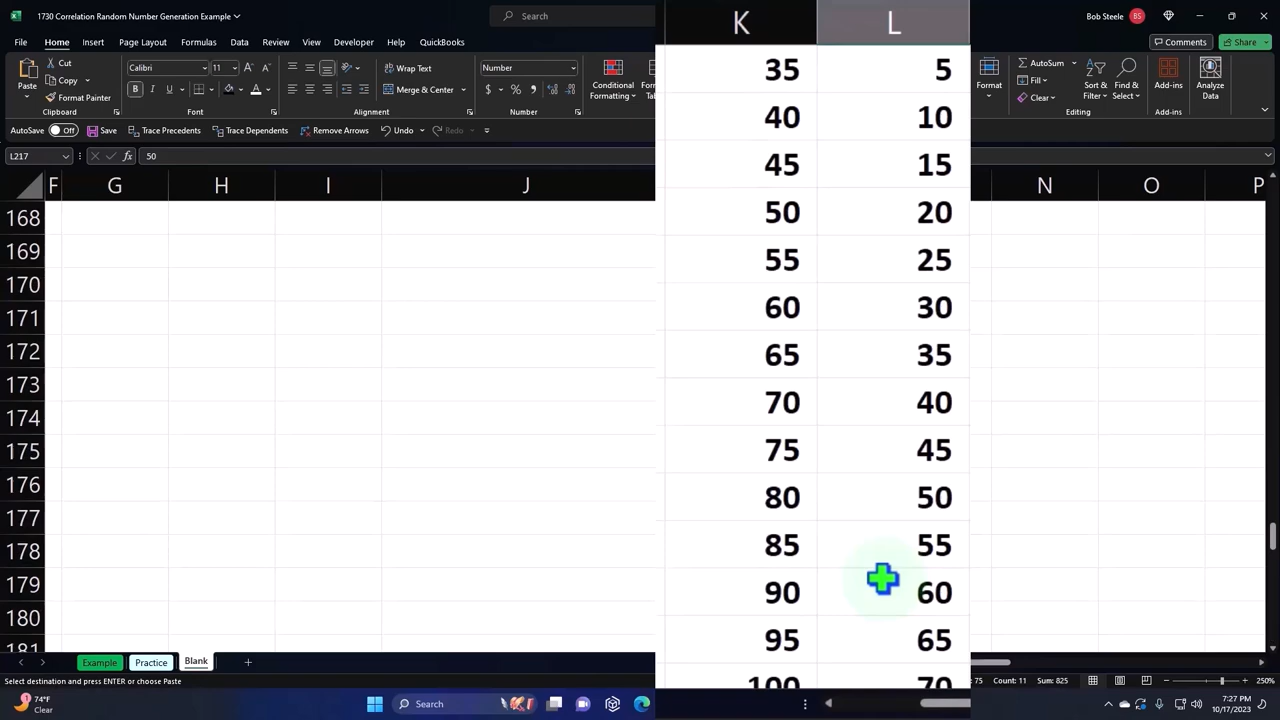 1730 Correlation Random Number Generation Example
Search
Bob Steele BS
File Home Insert Page Layout Formulas Data Review View Developer Help QuickBooks
Comments Share
Paste
Cut
Copy
Format Painter
Clipboard
Calibri 11
Font
Wrap Text
Merge & Center
Alignment
Number
Number
Conditional
Formatting
Format
AutoSum
Fill
Clear
Sort &
Filter
Find &
Select
Editing
Add-ins
Add-ins
Analyze
Data
AutoSave Off Save Trace Precedents Trace Dependents Remove Arrows Undo Redo
L217 fx 50
F G H I J K L N O P
168
169
170
171
172
173
174
175
176
177
178
179
180
181
35 5
40 10
45 15
50 20
55 25
60 30
65 35
70 40
75 45
80 50
85 55
90 60
95 65
100 70
Example Practice Blank
Select destination and press ENTER or choose Paste
Count: 11 Sum: 825
250%
74°F
Clear
Search
7:27 PM
10/17/2023